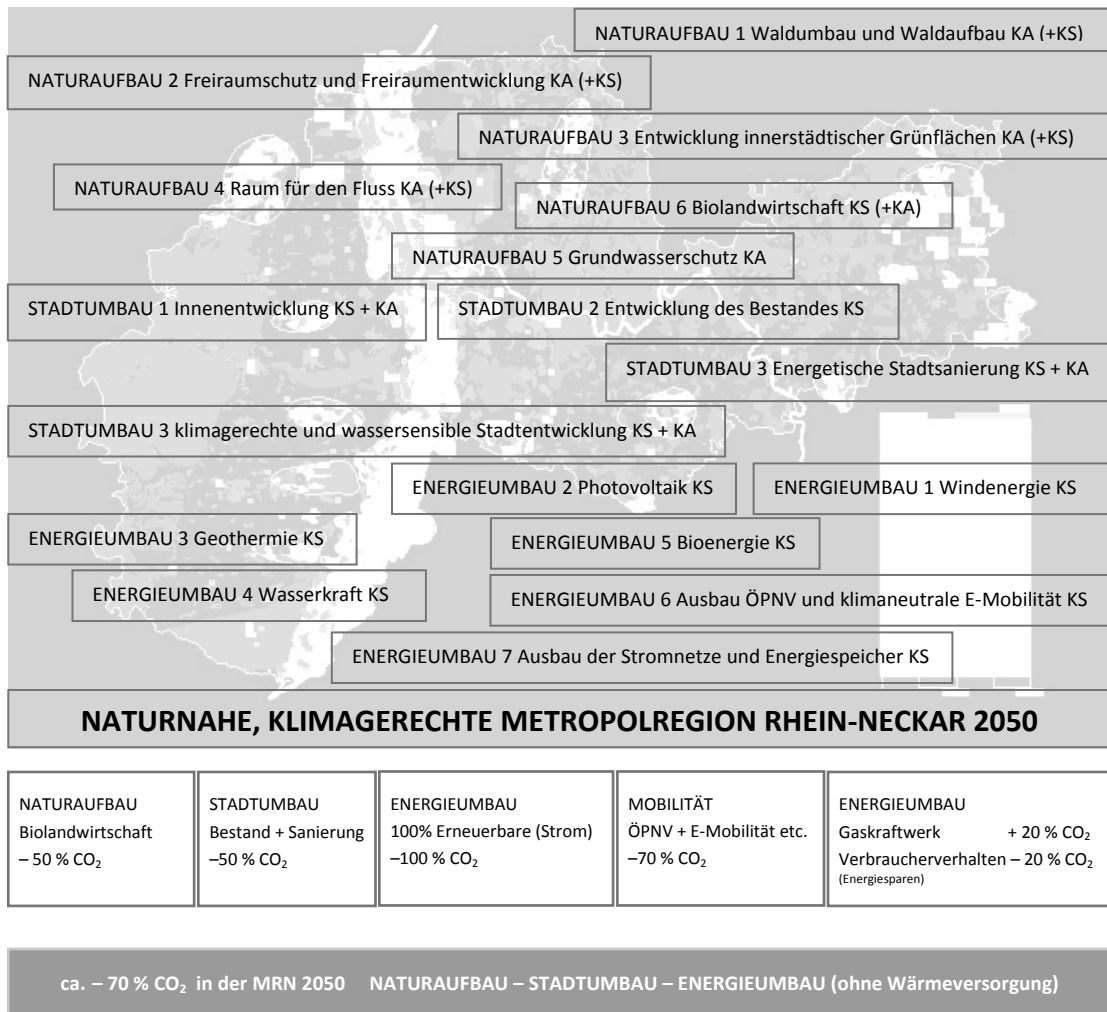 NATURAUFBAU 1 Waldumbau und Waldaufbau KA (+KS)
NATURAUFBAU 2 Freiraumschutz und Freiraumentwicklung KA (+KS)
NATURAUFBAU 3 Entwicklung innerstädtischer Grünflächen KA (+KS)
NATURAUFBAU 4 Raum für den Fluss KA (+KS)
NATURAUFBAU 6 Biolandwirtschaft KS (+KA)
NATURAUFBAU 5 Grundwasserschutz KA
STADTUMBAU 1 Innenentwicklung KS + KA
STADTUMBAU 2 Entwicklung des Bestandes KS
STADTUMBAU 3 Energetische Stadtsanierung KS + KA
STADTUMBAU 3 klimagerechte und wassersensible Stadtentwicklung KS + KA
ENERGIEUMBAU 2 Photovoltaik KS
ENERGIEUMBAU 1 Windenergie KS
ENERGIEUMBAU 3 Geothermie KS
ENERGIEUMBAU 5 Bioenergie KS
ENERGIEUMBAU 4 Wasserkraft KS
ENERGIEUMBAU 6 Ausbau ÖPNV und klimaneutrale E-Mobilität KS
ENERGIEUMBAU 7 Ausbau der Stromnetze und Energiespeicher KS
NATURNAHE, KLIMAGERECHTE METROPOLREGION RHEIN-NECKAR 2050
NATURAUFBAU
Biolandwirtschaft
– 50 % CO₂
STADTUMBAU
Bestand + Sanierung
–50 % CO₂
ENERGIEUMBAU
100% Erneuerbare (Strom)
–100 % CO₂
MOBILITÄT
ÖPNV + E-Mobilität etc.
–70 % CO₂
ENERGIEUMBAU
Gaskraftwerk + 20 % CO₂
Verbraucherverhalten – 20 % CO₂
(Energiesparen)
ca. – 70 % CO₂ in der MRN 2050 NATURAUFBAU – STADTUMBAU – ENERGIEUMBAU (ohne Wärmeversorgung)